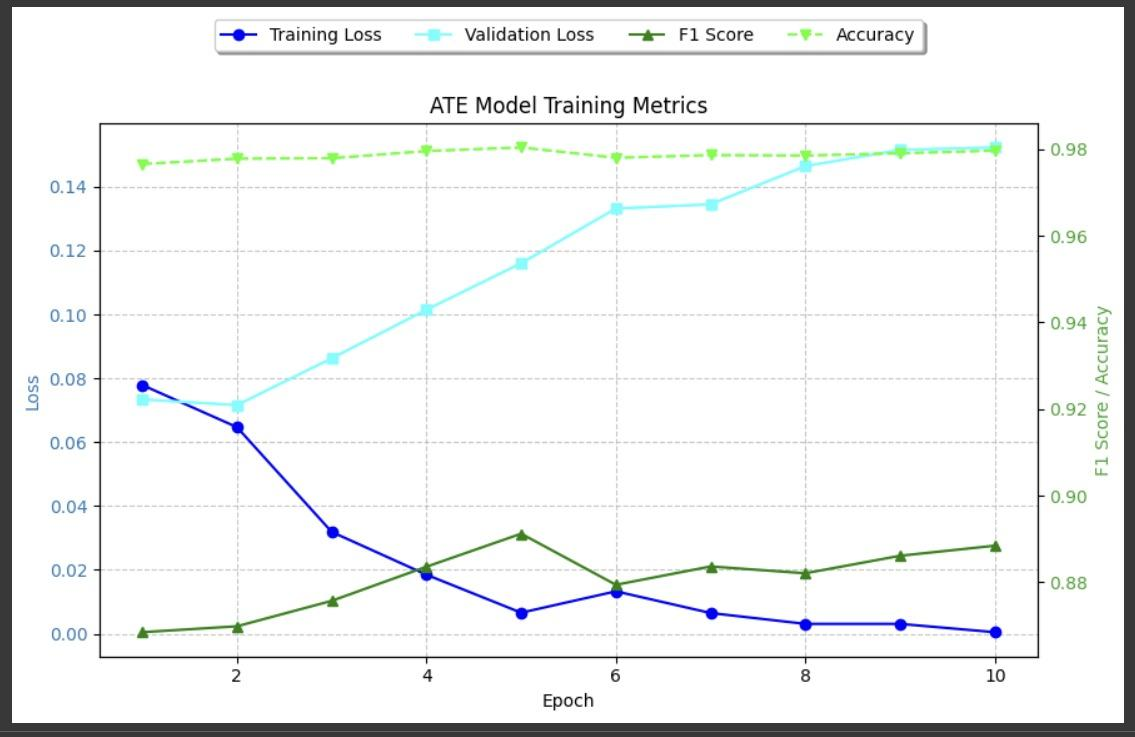 Training Loss Validation Loss F1 Score Accuracy
ATE Model Training Metrics
0.14
0.12
0.10
0.08
0.06
0.04
0.02
0.00
Loss
0.98
0.96
0.94
0.92
0.90
0.88
F1 Score / Accuracy
2 4 6 8 10
Epoch